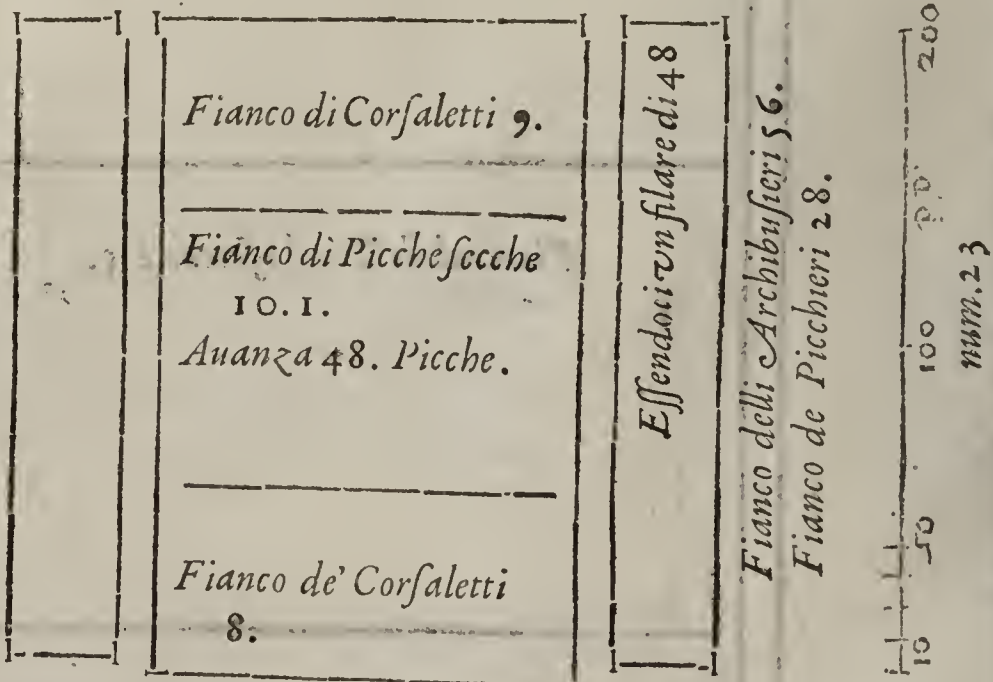 Fianco di Corſaletti 9.
Fianco di Picche ſecche
10. 1.
Auanza 48. Picche.
Fianco de' Corſaletti
8.
Eſſendoci vn filare di 48
Fianco delli Archibuſieri 56.
Fianco de Picchieri 28.
10
50
100
200
num. 23